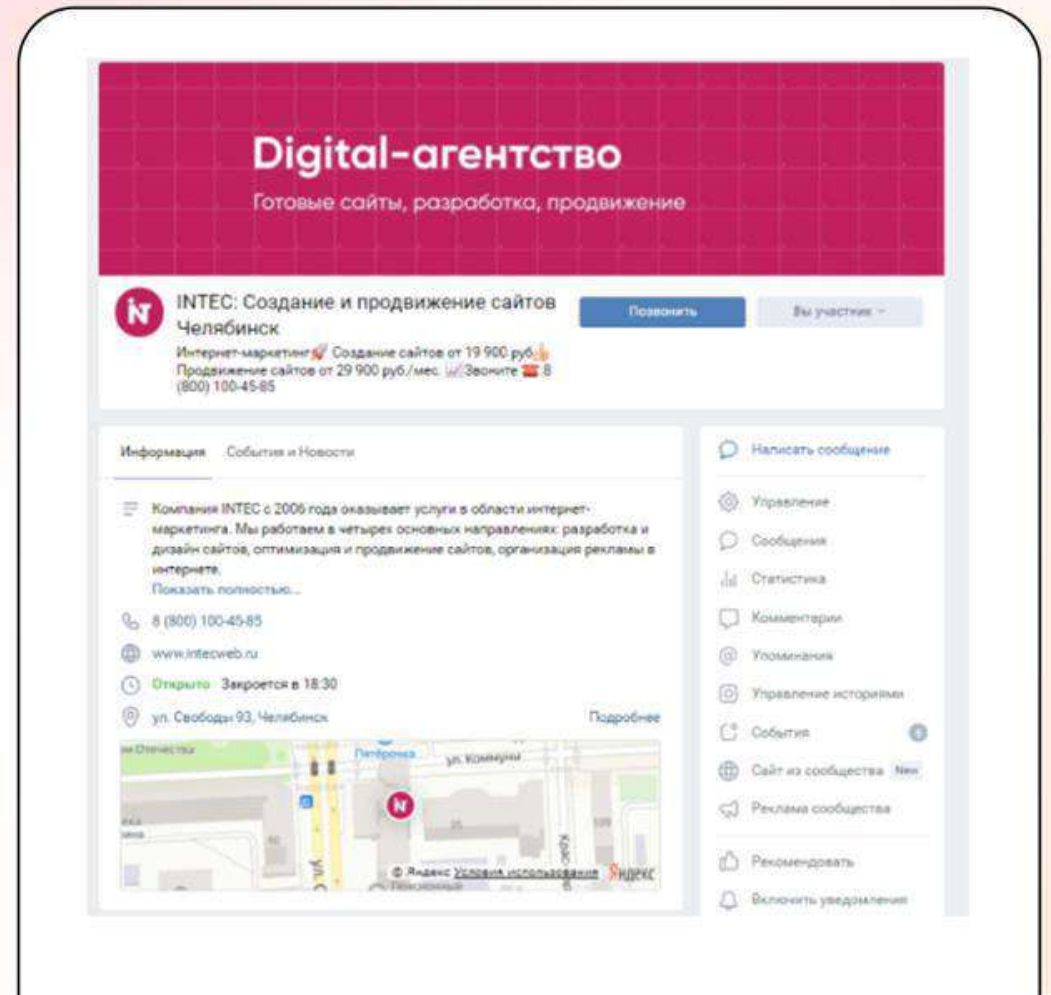 Digital-агентство
Готовые сайты, разработка, продвижение
INTEC: Создание и продвижение сайтов
Челябинск
Позвонить
Вы участник
Интернет-маркетинг🚀 Создание сайтов от 19 900 руб👍
Продвижение сайтов от 29 900 руб./мес. 📈Звоните ☎️ 8
(800) 100-45-85
Информация События и Новости
Компания INTEC с 2006 года оказывает услуги в области интернет-
маркетинга. Мы работаем в четырех основных направлениях: разработка и
дизайн сайтов, оптимизация и продвижение сайтов, организация рекламы в
интернете.
Показать полностью...
8 (800) 100-45-85
www.intecweb.ru
Открыто Закроется в 18:30
ул. Свободы 93, Челябинск Подробнее
Пятёрочка
ул. Коммуны
© Яндекс Условия использования Яндекс
Написать сообщение
Управление
Сообщения
Статистика
Комментарии
Упоминания
Управление историями
События
Сайт из сообщества New
Реклама сообщества
Рекомендовать
Включить уведомления